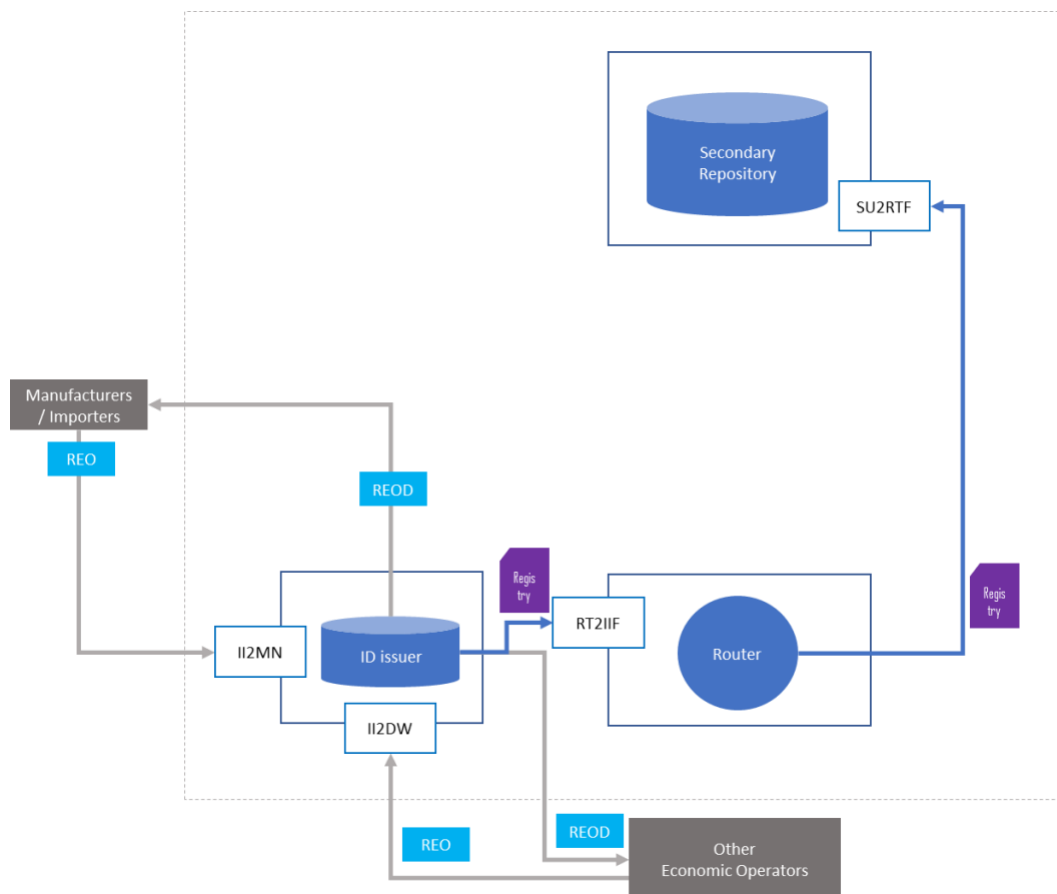 Secondary
Repository
SU2RTF
Manufacturers
/ Importers
REO
REOD
Regis
try
Regis
try
RT2IIF
II2MN
ID issuer
Router
II2DW
REO
REOD
Other
Economic Operators